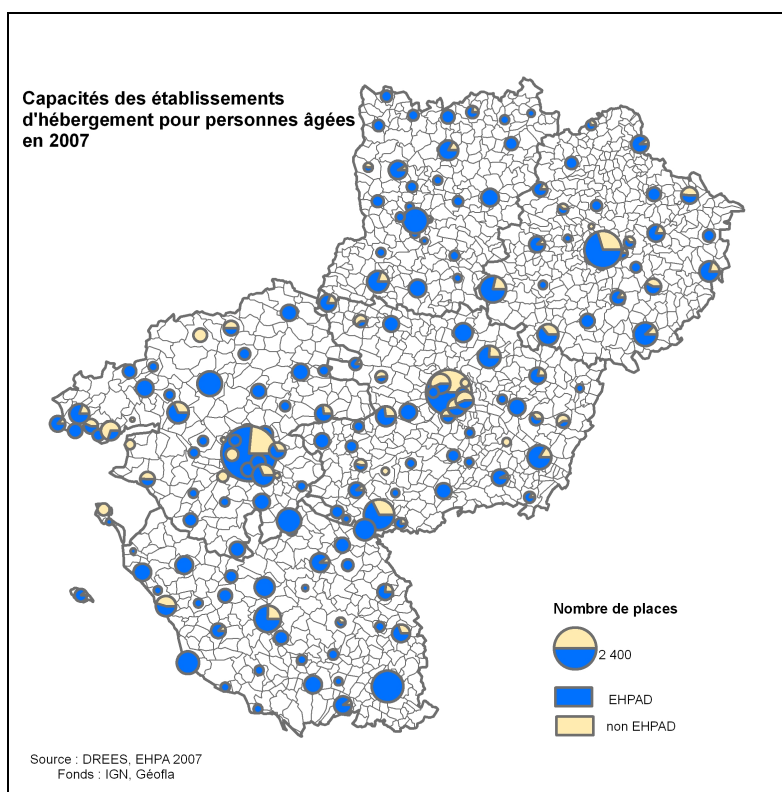 Capacités des établissements
d'hébergement pour personnes âgées
en 2007
Nombre de places
2 400
EHPAD
non EHPAD
Source : DREES, EHPA 2007
Fonds : IGN, Géofla